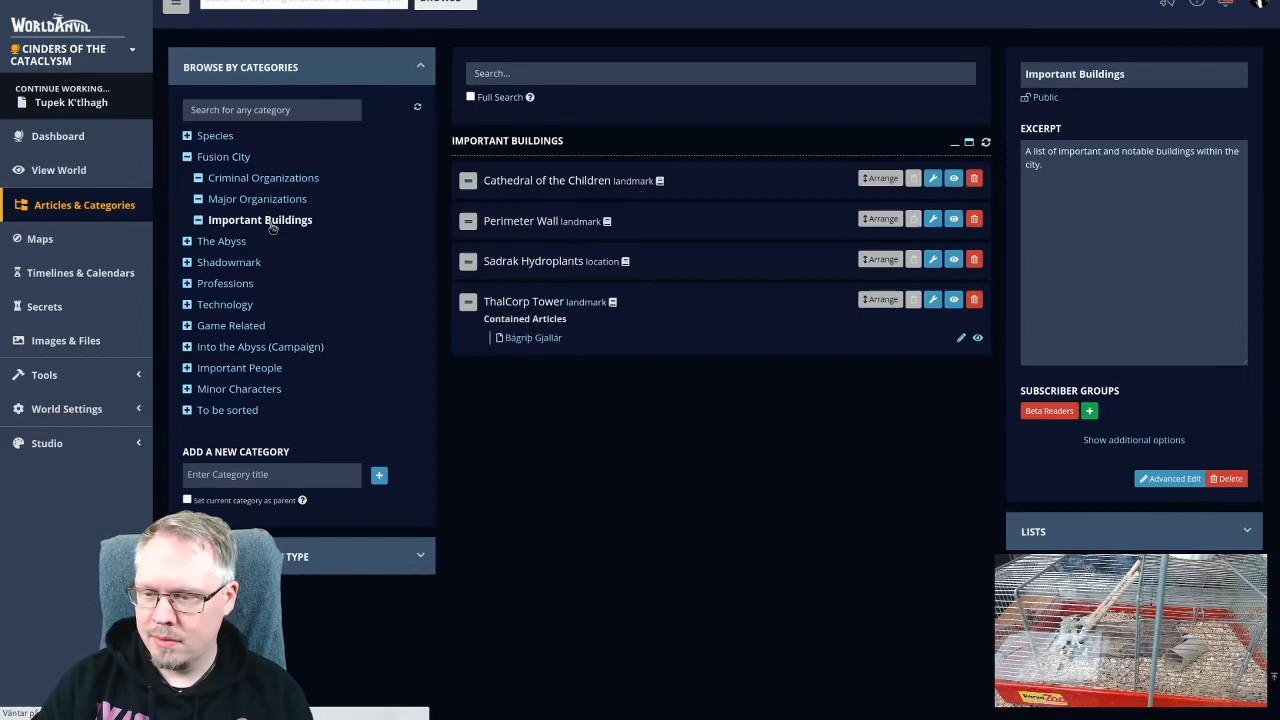 WORLDANVIL
CINDERS OF THE CATACLYSM
CONTINUE WORKING...
Tupek K'tlhagh
Dashboard
View World
Articles & Categories
Maps
Timelines & Calendars
Secrets
Images & Files
Tools
World Settings
Studio
BROWSE BY CATEGORIES
Search for any category
Species
Fusion City
Criminal Organizations
Major Organizations
Important Buildings
The Abyss
Shadowmark
Professions
Technology
Game Related
Into the Abyss (Campaign)
Important People
Minor Characters
To be sorted
ADD A NEW CATEGORY
Enter Category title
Set current category as parent
TYPE
Search...
Full Search
IMPORTANT BUILDINGS
Cathedral of the Children landmark
Arrange
Perimeter Wall landmark
Arrange
Sadrak Hydroplants location
Arrange
ThalCorp Tower landmark
Arrange
Contained Articles
Bágriþ Gjallár
Important Buildings
Public
EXCERPT
A list of important and notable buildings within the
city.
SUBSCRIBER GROUPS
Beta Readers
Show additional options
Advanced Edit
Delete
LISTS